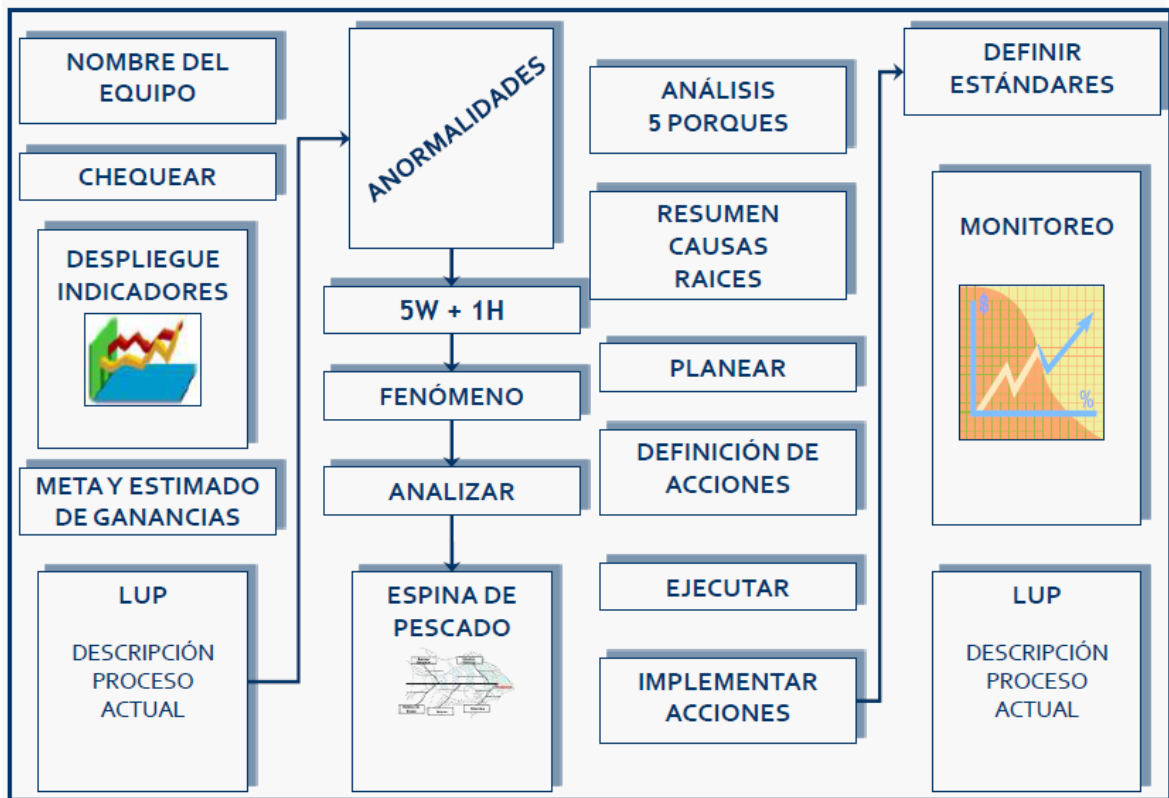 NOMBRE DEL
EQUIPO
CHEQUEAR
DESPLIEGUE
INDICADORES
META Y ESTIMADO
DE GANANCIAS
LUP
DESCRIPCIÓN
PROCESO
ACTUAL
ANORMALIDADES
5W + 1H
FENÓMENO
ANALIZAR
ESPINA DE
PESCADO
ANÁLISIS
5 PORQUES
RESUMEN
CAUSAS
RAICES
PLANEAR
DEFINICIÓN DE
ACCIONES
EJECUTAR
IMPLEMENTAR
ACCIONES
DEFINIR
ESTÁNDARES
MONITOREO
$
%
LUP
DESCRIPCIÓN
PROCESO
ACTUAL